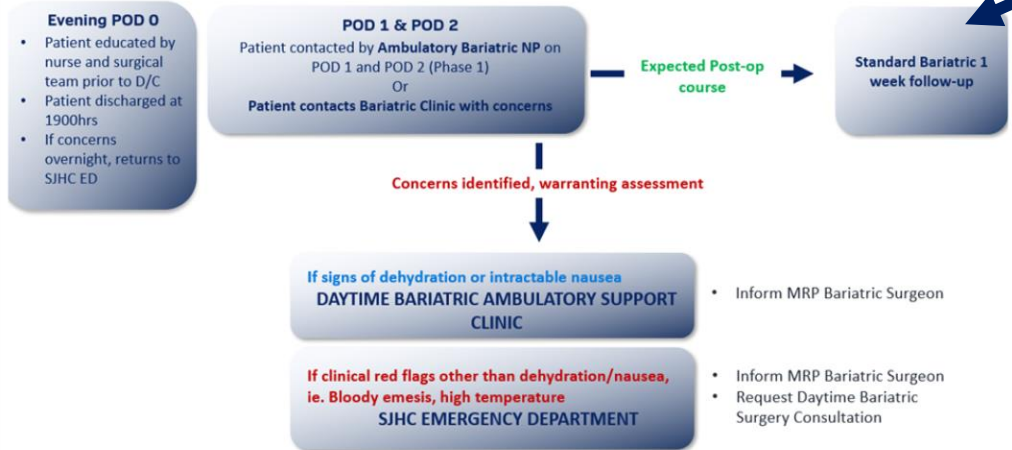 Evening POD 0
• Patient educated by
nurse and surgical
team prior to D/C
• Patient discharged at
1900hrs
• If concerns
overnight, returns to
SJHC ED
POD 1 & POD 2
Patient contacted by Ambulatory Bariatric NP on
POD 1 and POD 2 (Phase 1)
Or
Patient contacts Bariatric Clinic with concerns
Expected Post-op
course
Standard Bariatric 1
week follow-up
Concerns identified, warranting assessment
If signs of dehydration or intractable nausea
DAYTIME BARIATRIC AMBULATORY SUPPORT
CLINIC
• Inform MRP Bariatric Surgeon
If clinical red flags other than dehydration/nausea,
ie. Bloody emesis, high temperature
SJHC EMERGENCY DEPARTMENT
• Inform MRP Bariatric Surgeon
• Request Daytime Bariatric
Surgery Consultation